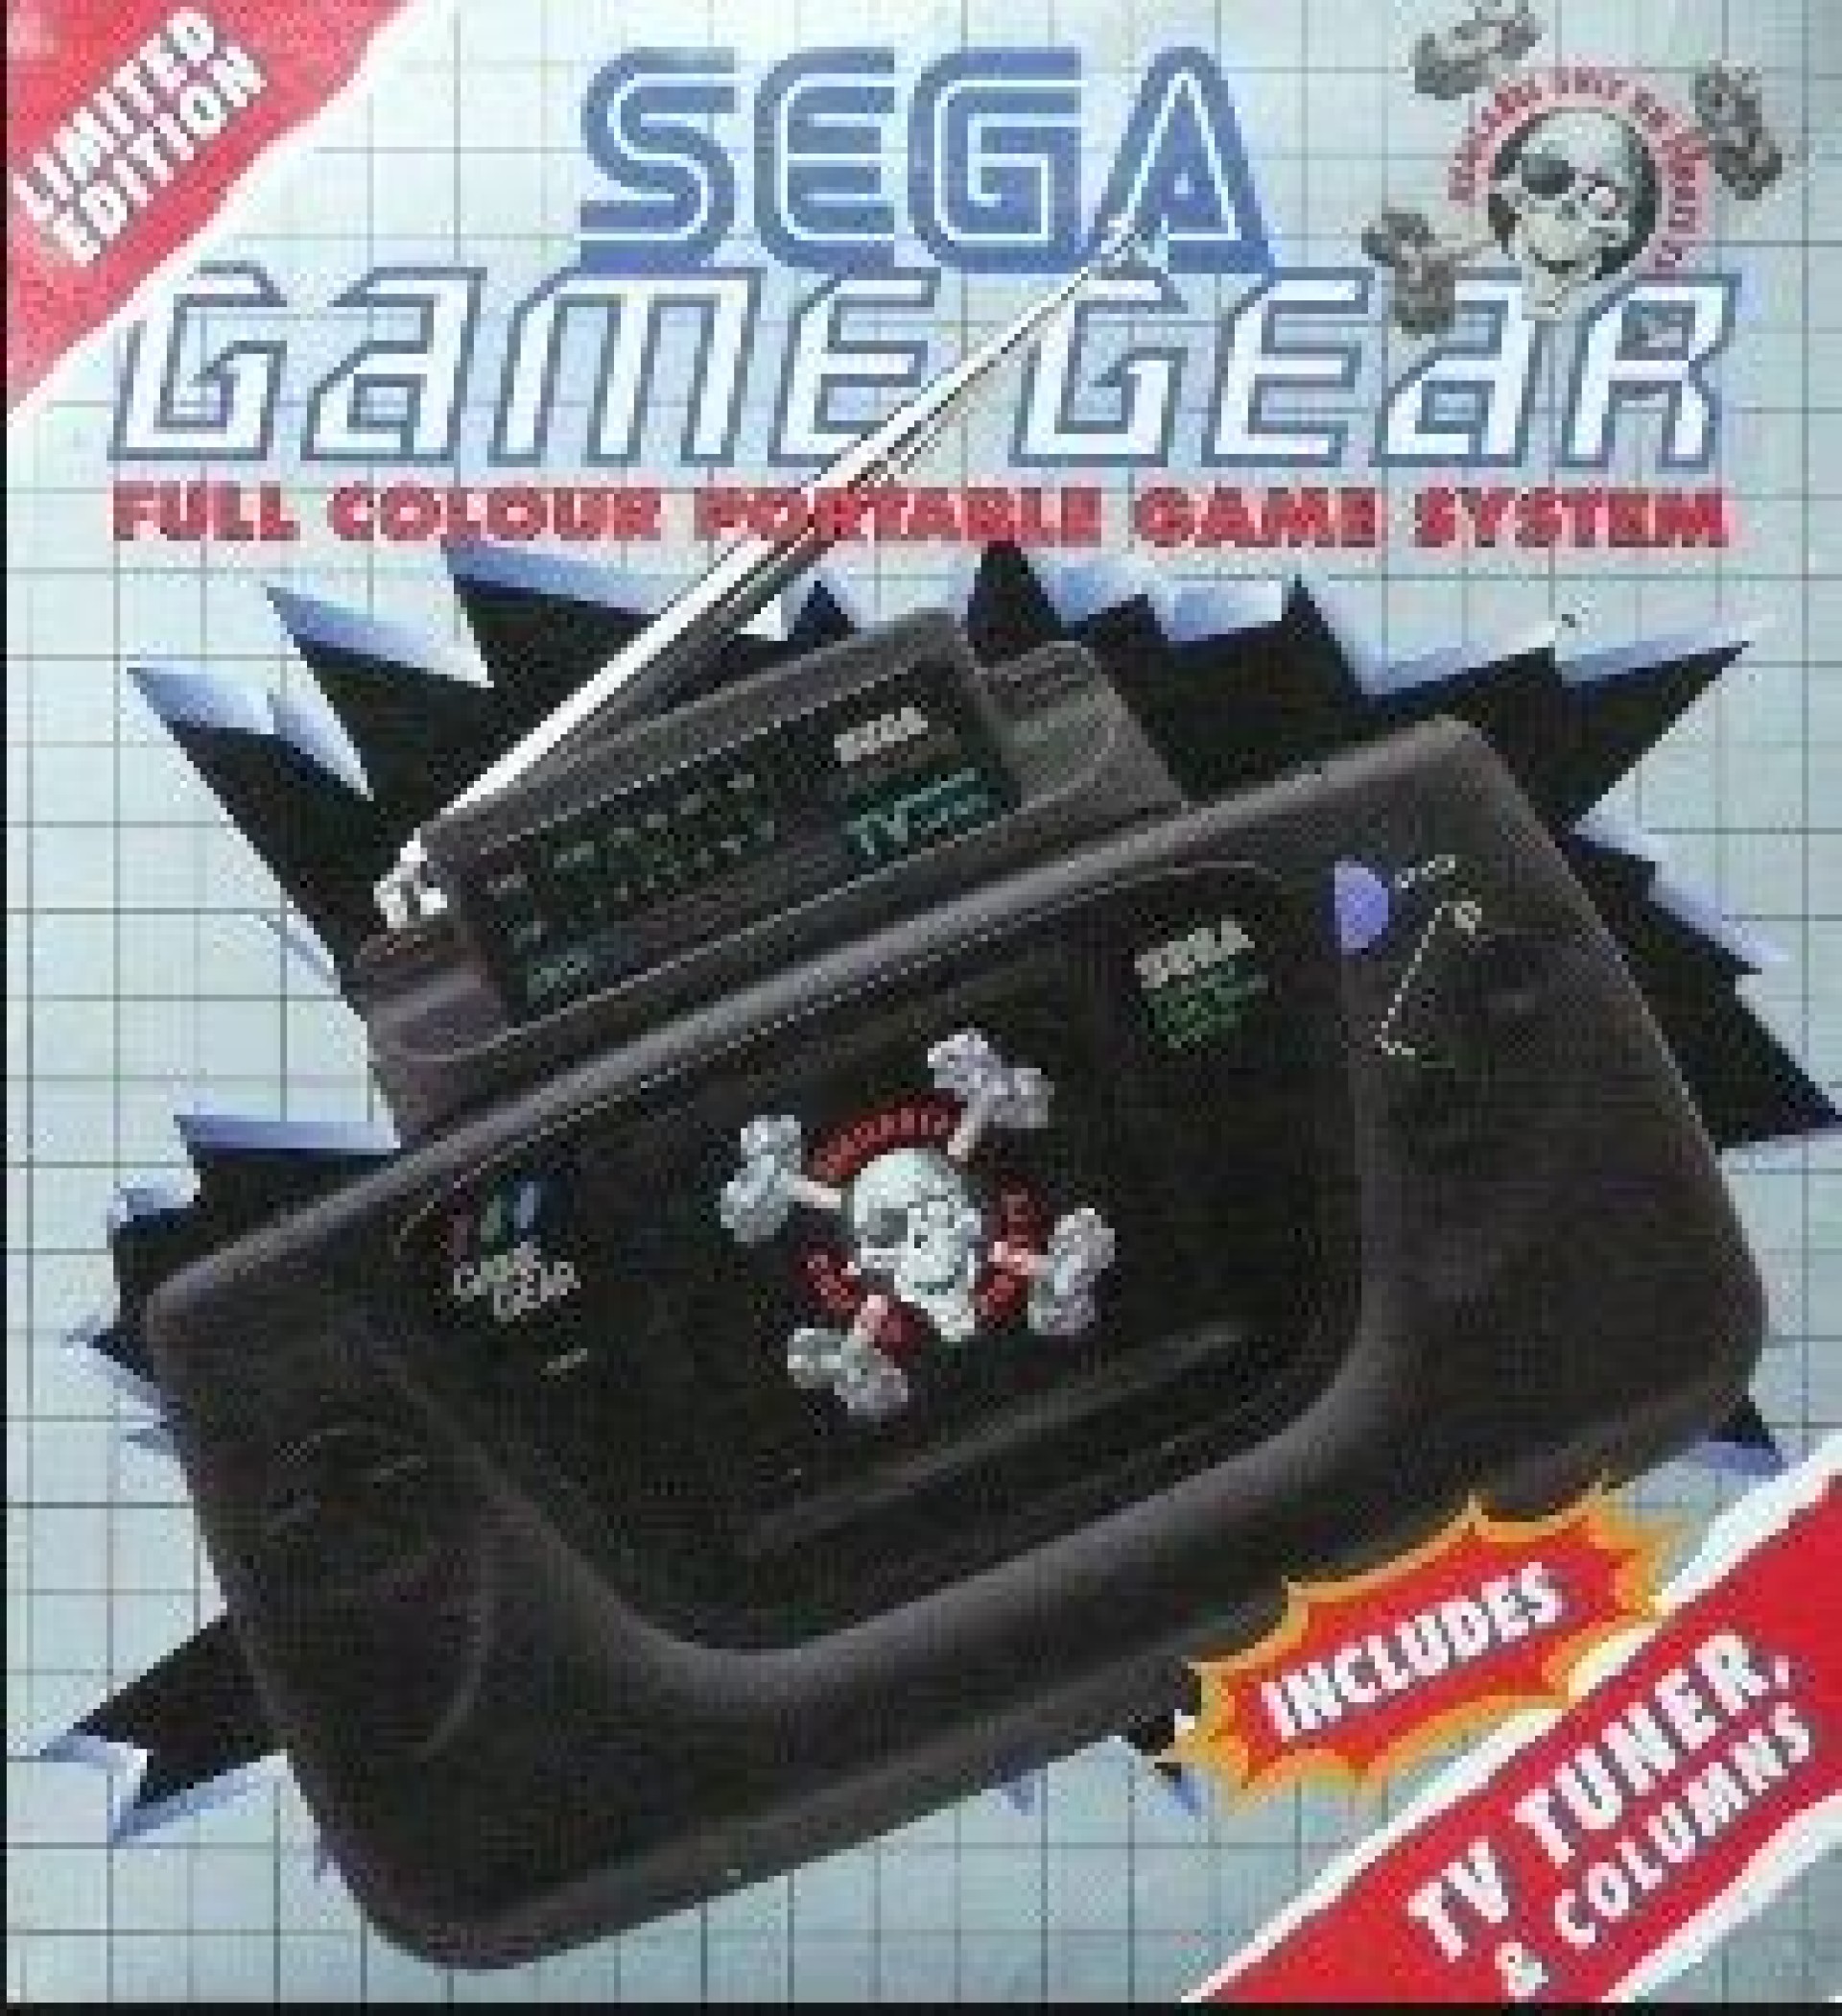 LIMITED
EDITION
SEGA
GAME GEAR
FULL COLOUR PORTABLE GAME SYSTEM
SEGA
TV
SEGA
GAME
GEAR
INCLUDES
TV TUNER,
& COLUMNS